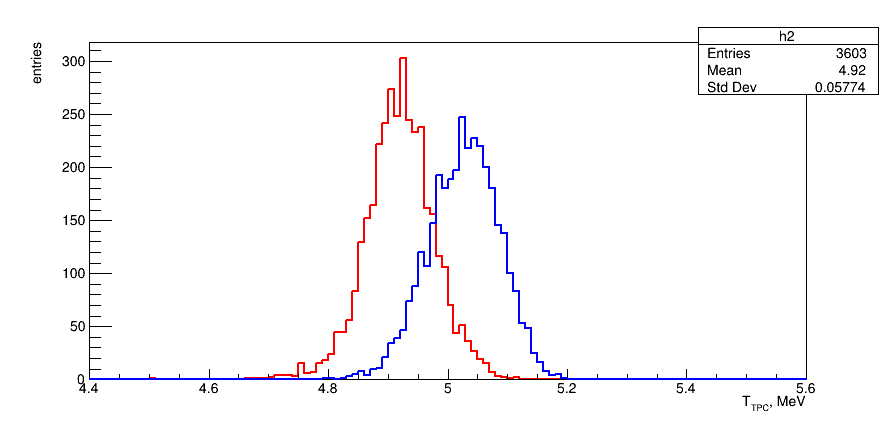 h2
Entries 3603
Mean 4.92
Std Dev 0.05774
entries
300
250
200
150
100
50
0
4.4 4.6 4.8 5 5.2 5.4 5.6
T_TPC, MeV